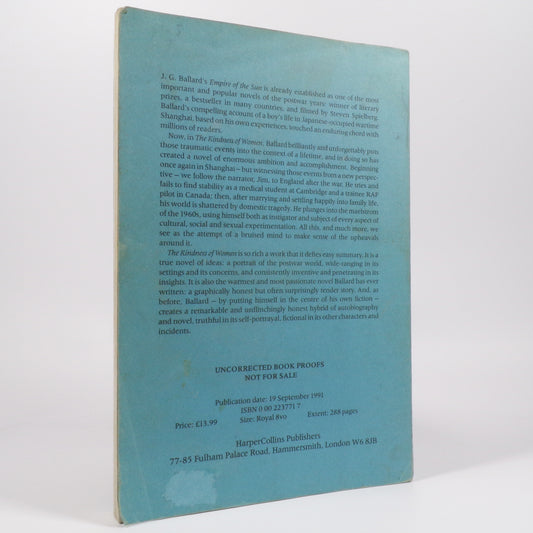 J. G. Ballard's Empire of the Sun is already established as one of the most
important and popular novels of the postwar years: winner of literary
prizes, a bestseller in many countries, and filmed by Steven Spielberg.
Ballard's compelling account of a boy's life in Japanese-occupied wartime
Shanghai, based on his own experiences, touched an enduring chord with
millions of readers.
Now, in The Kindness of Women, Ballard brilliantly and unforgettably puts
those traumatic events into the context of a lifetime, and in doing so has
created a novel of enormous ambition and accomplishment. Beginning
once again in Shanghai – but witnessing those events from a new perspec-
tive – we follow the narrator, Jim, to England after the war. He tries and
fails to find stability as a medical student at Cambridge and a trainee RAF
pilot in Canada; then, after marrying and settling happily into family life,
his world is shattered by domestic tragedy. He plunges into the maelstrom
of the 1960s, using himself both as instigator and subject of every aspect of
cultural, social and sexual experimentation. All this, and much more, we
see as the attempt of a bruised mind to make sense of the upheavals
around it.
The Kindness of Women is so rich a work that it defies easy summary. It is a
true novel of ideas: a portrait of the postwar world, wide-ranging in its
settings and its concerns, and consistently inventive and penetrating in its
insights. It is also the warmest and most passionate novel Ballard has ever
written: a graphically honest but often surprisingly tender story. And, as
before, Ballard – by putting himself in the centre of his own fiction –
creates a remarkable and unflinchingly honest hybrid of autobiography
and novel, truthful in its self-portrayal, fictional in its other characters and
incidents.
UNCORRECTED BOOK PROOFS
NOT FOR SALE
Publication date: 19 September 1991
ISBN 0 00 223771 7
Price: £13.99 Size: Royal 8vo Extent: 288 pages
HarperCollins Publishers
77-85 Fulham Palace Road, Hammersmith, London W6 8JB